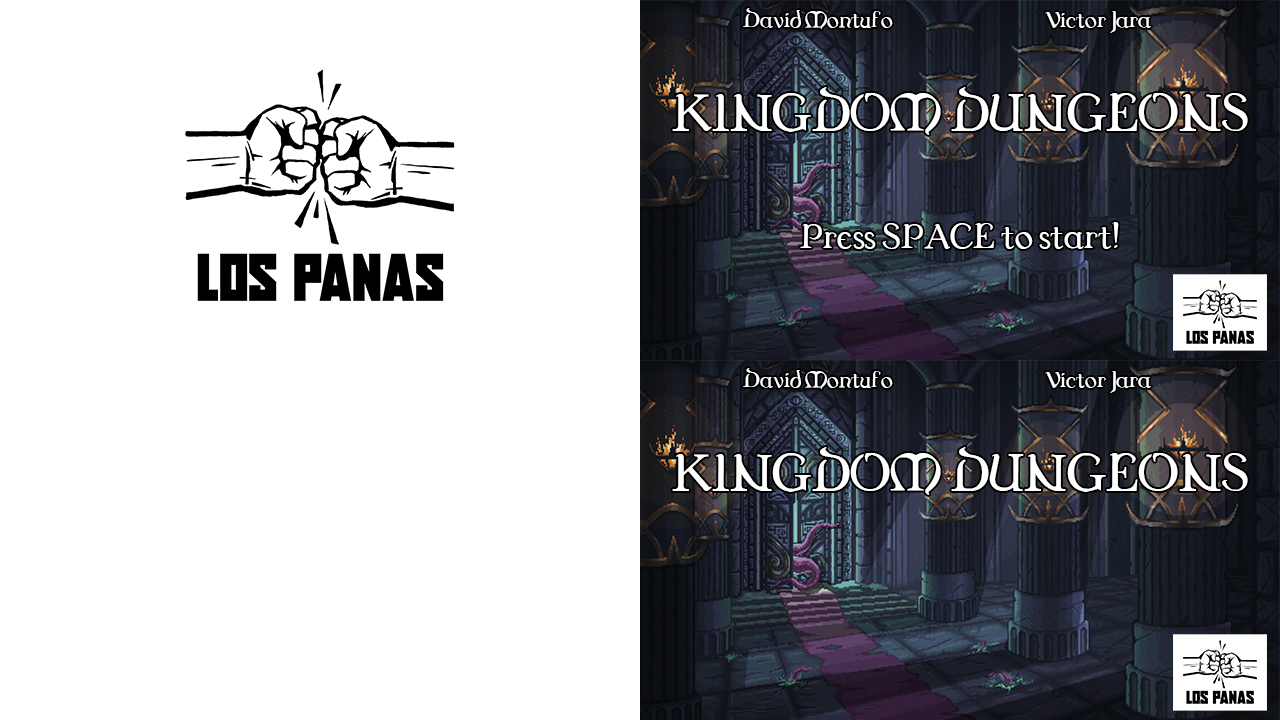 LOS PANAS
David Montufo
Victor Jara
KINGDOM DUNGEONS
Press SPACE to start!
LOS PANAS
David Montufo
Victor Jara
KINGDOM DUNGEONS
LOS PANAS